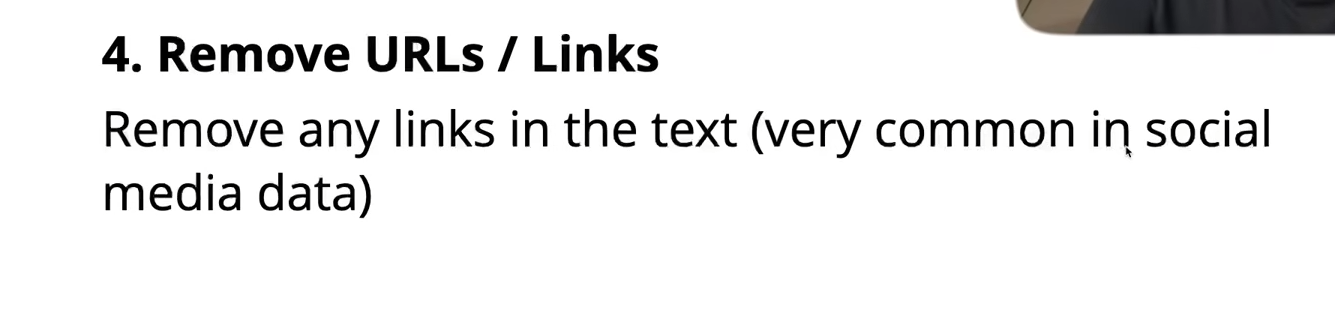 4. Remove URLs / Links
Remove any links in the text (very common in social
media data)